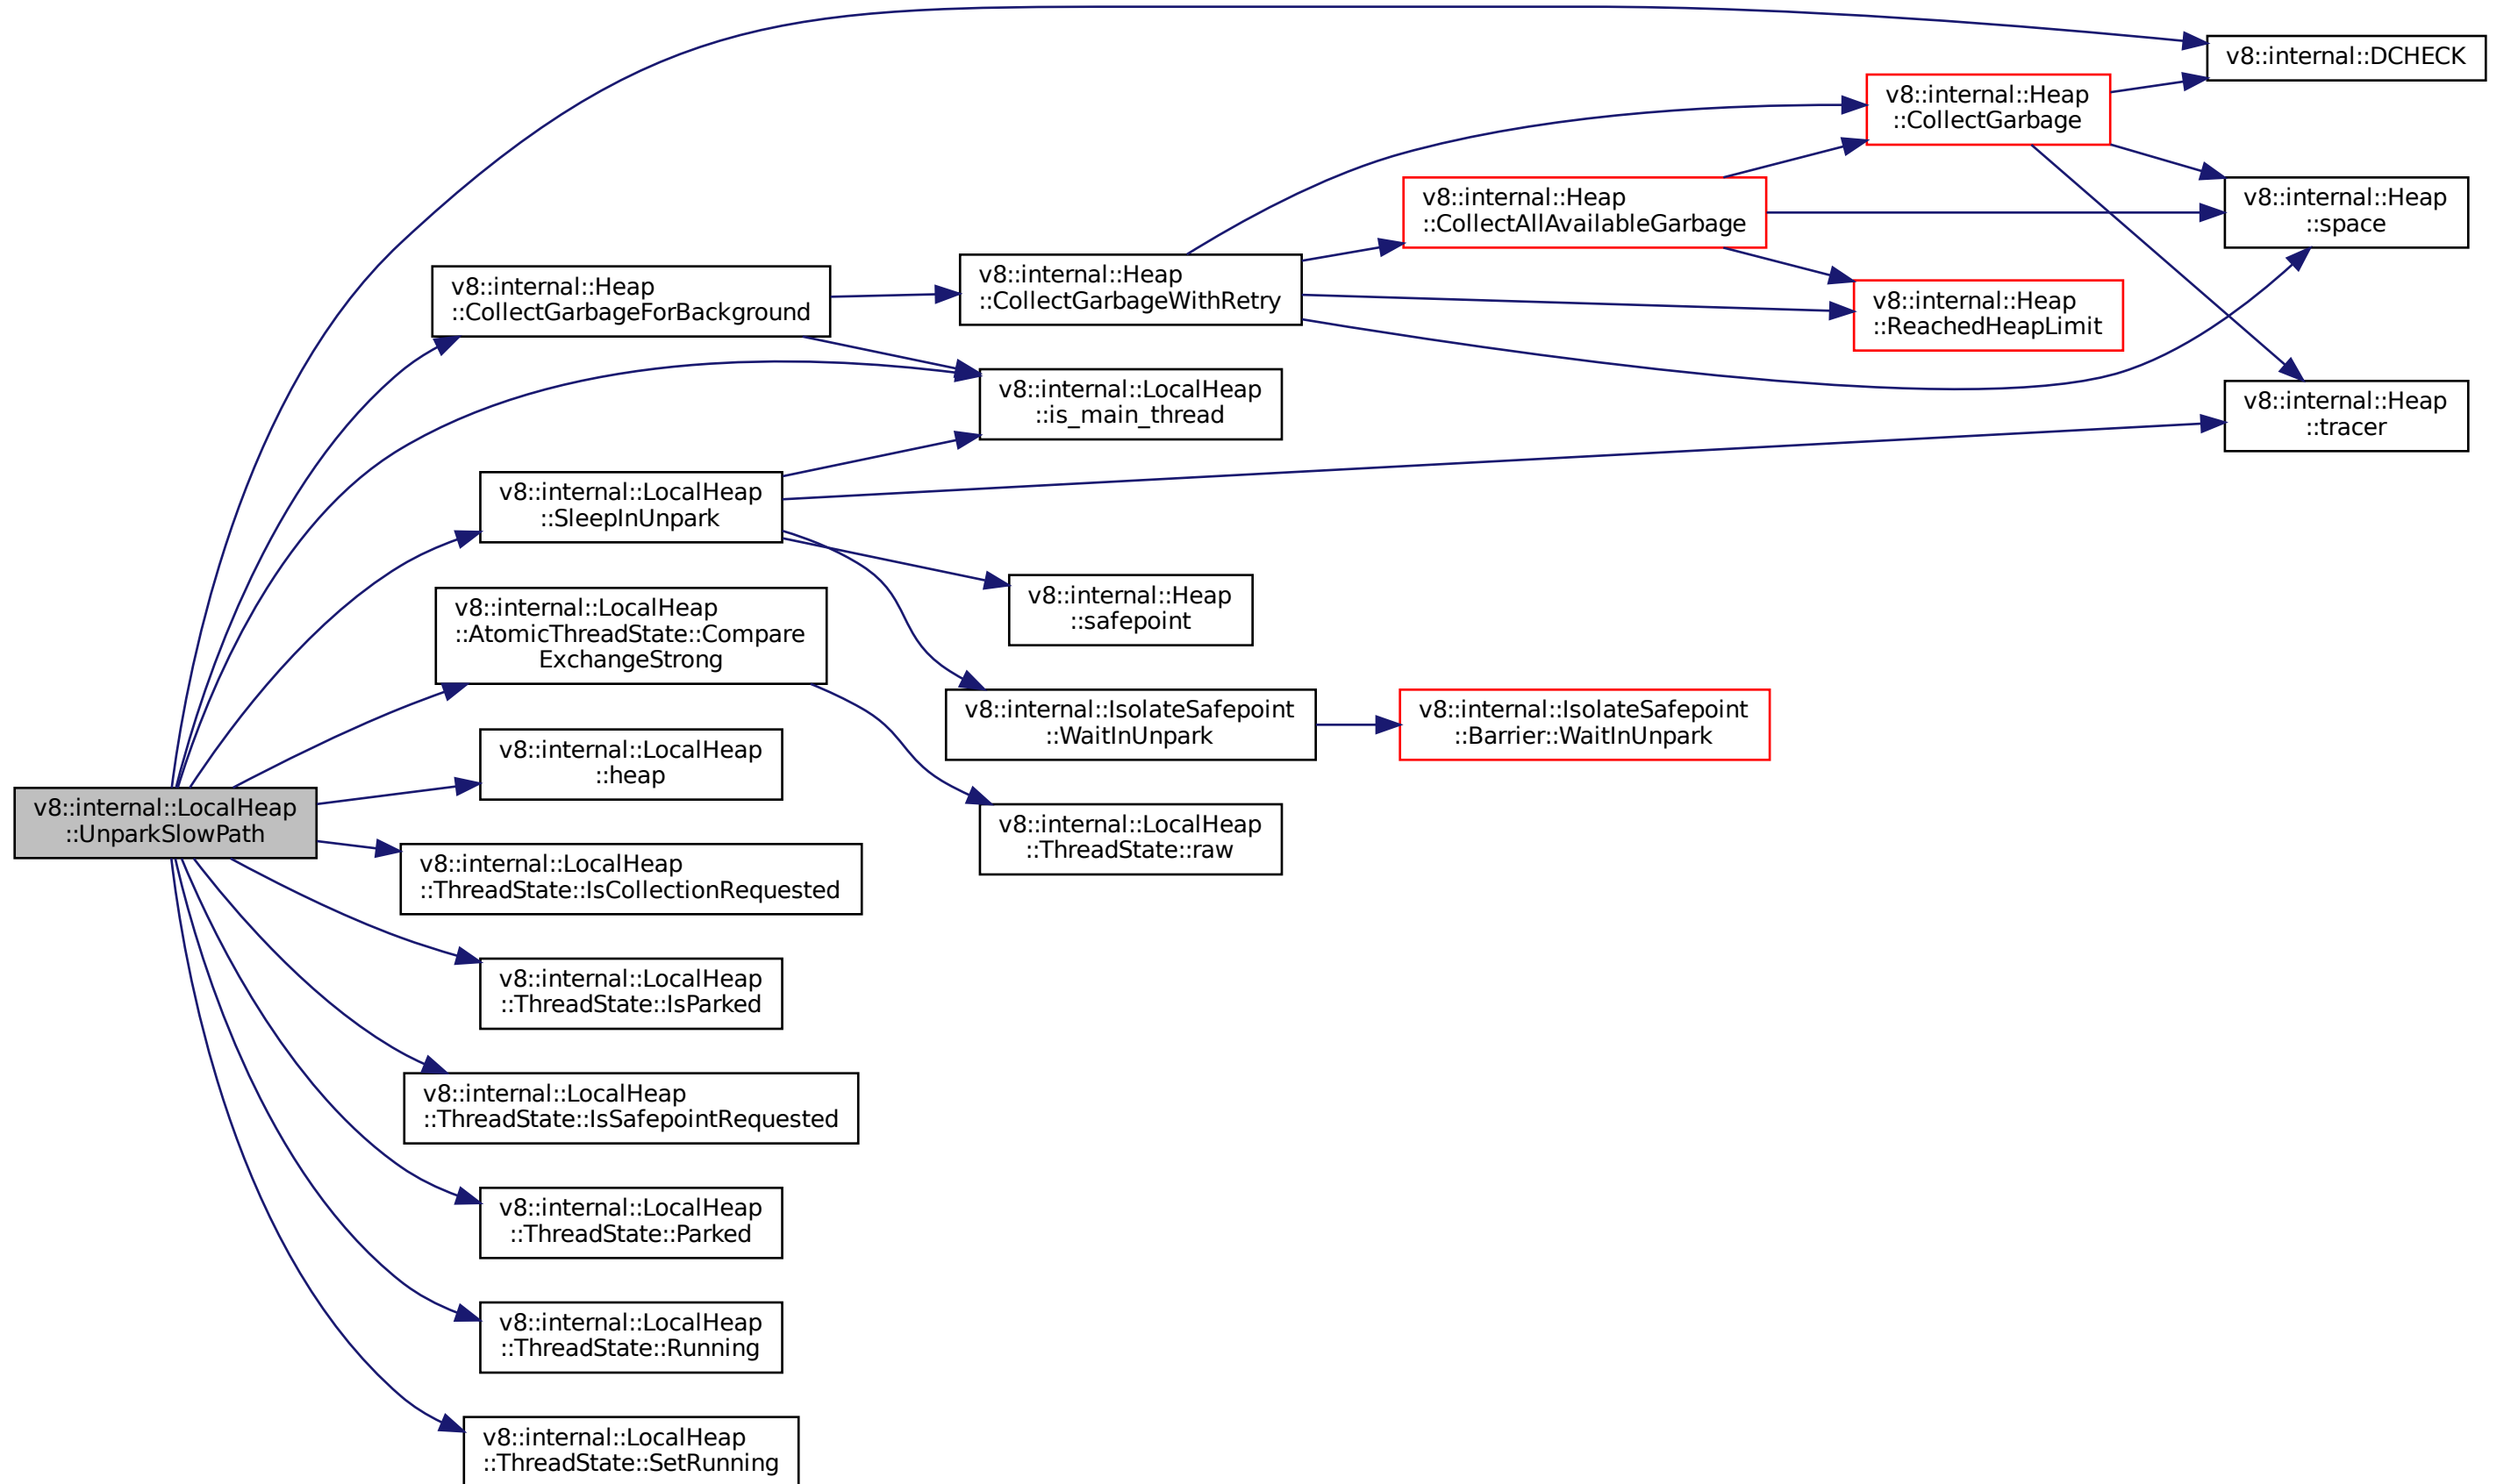 v8::internal::DCHECK
v8::internal::Heap
::CollectGarbage
v8::internal::Heap
::CollectAllAvailableGarbage
v8::internal::Heap
::space
v8::internal::Heap
::CollectGarbageForBackground
v8::internal::Heap
::CollectGarbageWithRetry
v8::internal::Heap
::ReachedHeapLimit
v8::internal::LocalHeap
::is_main_thread
v8::internal::Heap
::tracer
v8::internal::LocalHeap
::SleepInUnpark
v8::internal::Heap
::safepoint
v8::internal::LocalHeap
::AtomicThreadState::Compare
ExchangeStrong
v8::internal::IsolateSafepoint
::WaitInUnpark
v8::internal::IsolateSafepoint
::Barrier::WaitInUnpark
v8::internal::LocalHeap
::heap
v8::internal::LocalHeap
::UnparkSlowPath
v8::internal::LocalHeap
::ThreadState::raw
v8::internal::LocalHeap
::ThreadState::IsCollectionRequested
v8::internal::LocalHeap
::ThreadState::IsParked
v8::internal::LocalHeap
::ThreadState::IsSafepointRequested
v8::internal::LocalHeap
::ThreadState::Parked
v8::internal::LocalHeap
::ThreadState::Running
v8::internal::LocalHeap
::ThreadState::SetRunning